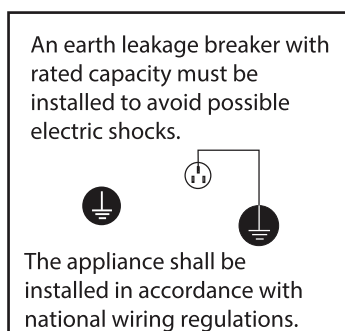 An earth leakage breaker with
rated capacity must be
installed to avoid possible
electric shocks.
The appliance shall be
installed in accordance with
national wiring regulations.